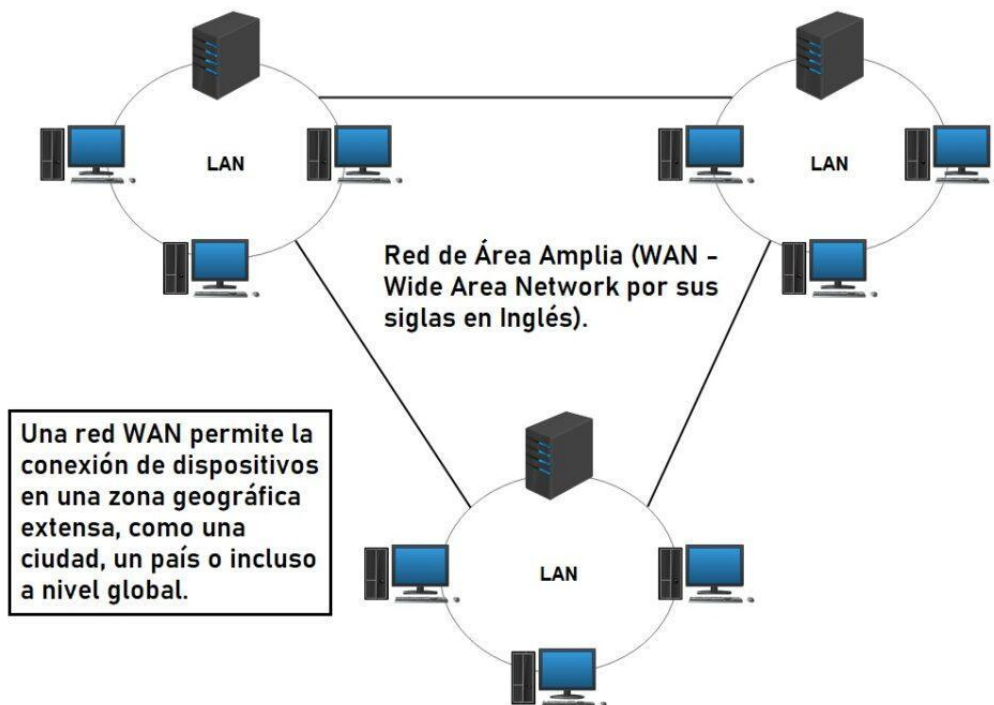 LAN
LAN
Red de Área Amplia (WAN -
Wide Area Network por sus
siglas en Inglés).
Una red WAN permite la
conexión de dispositivos
en una zona geográfica
extensa, como una
ciudad, un país o incluso
a nivel global.
LAN